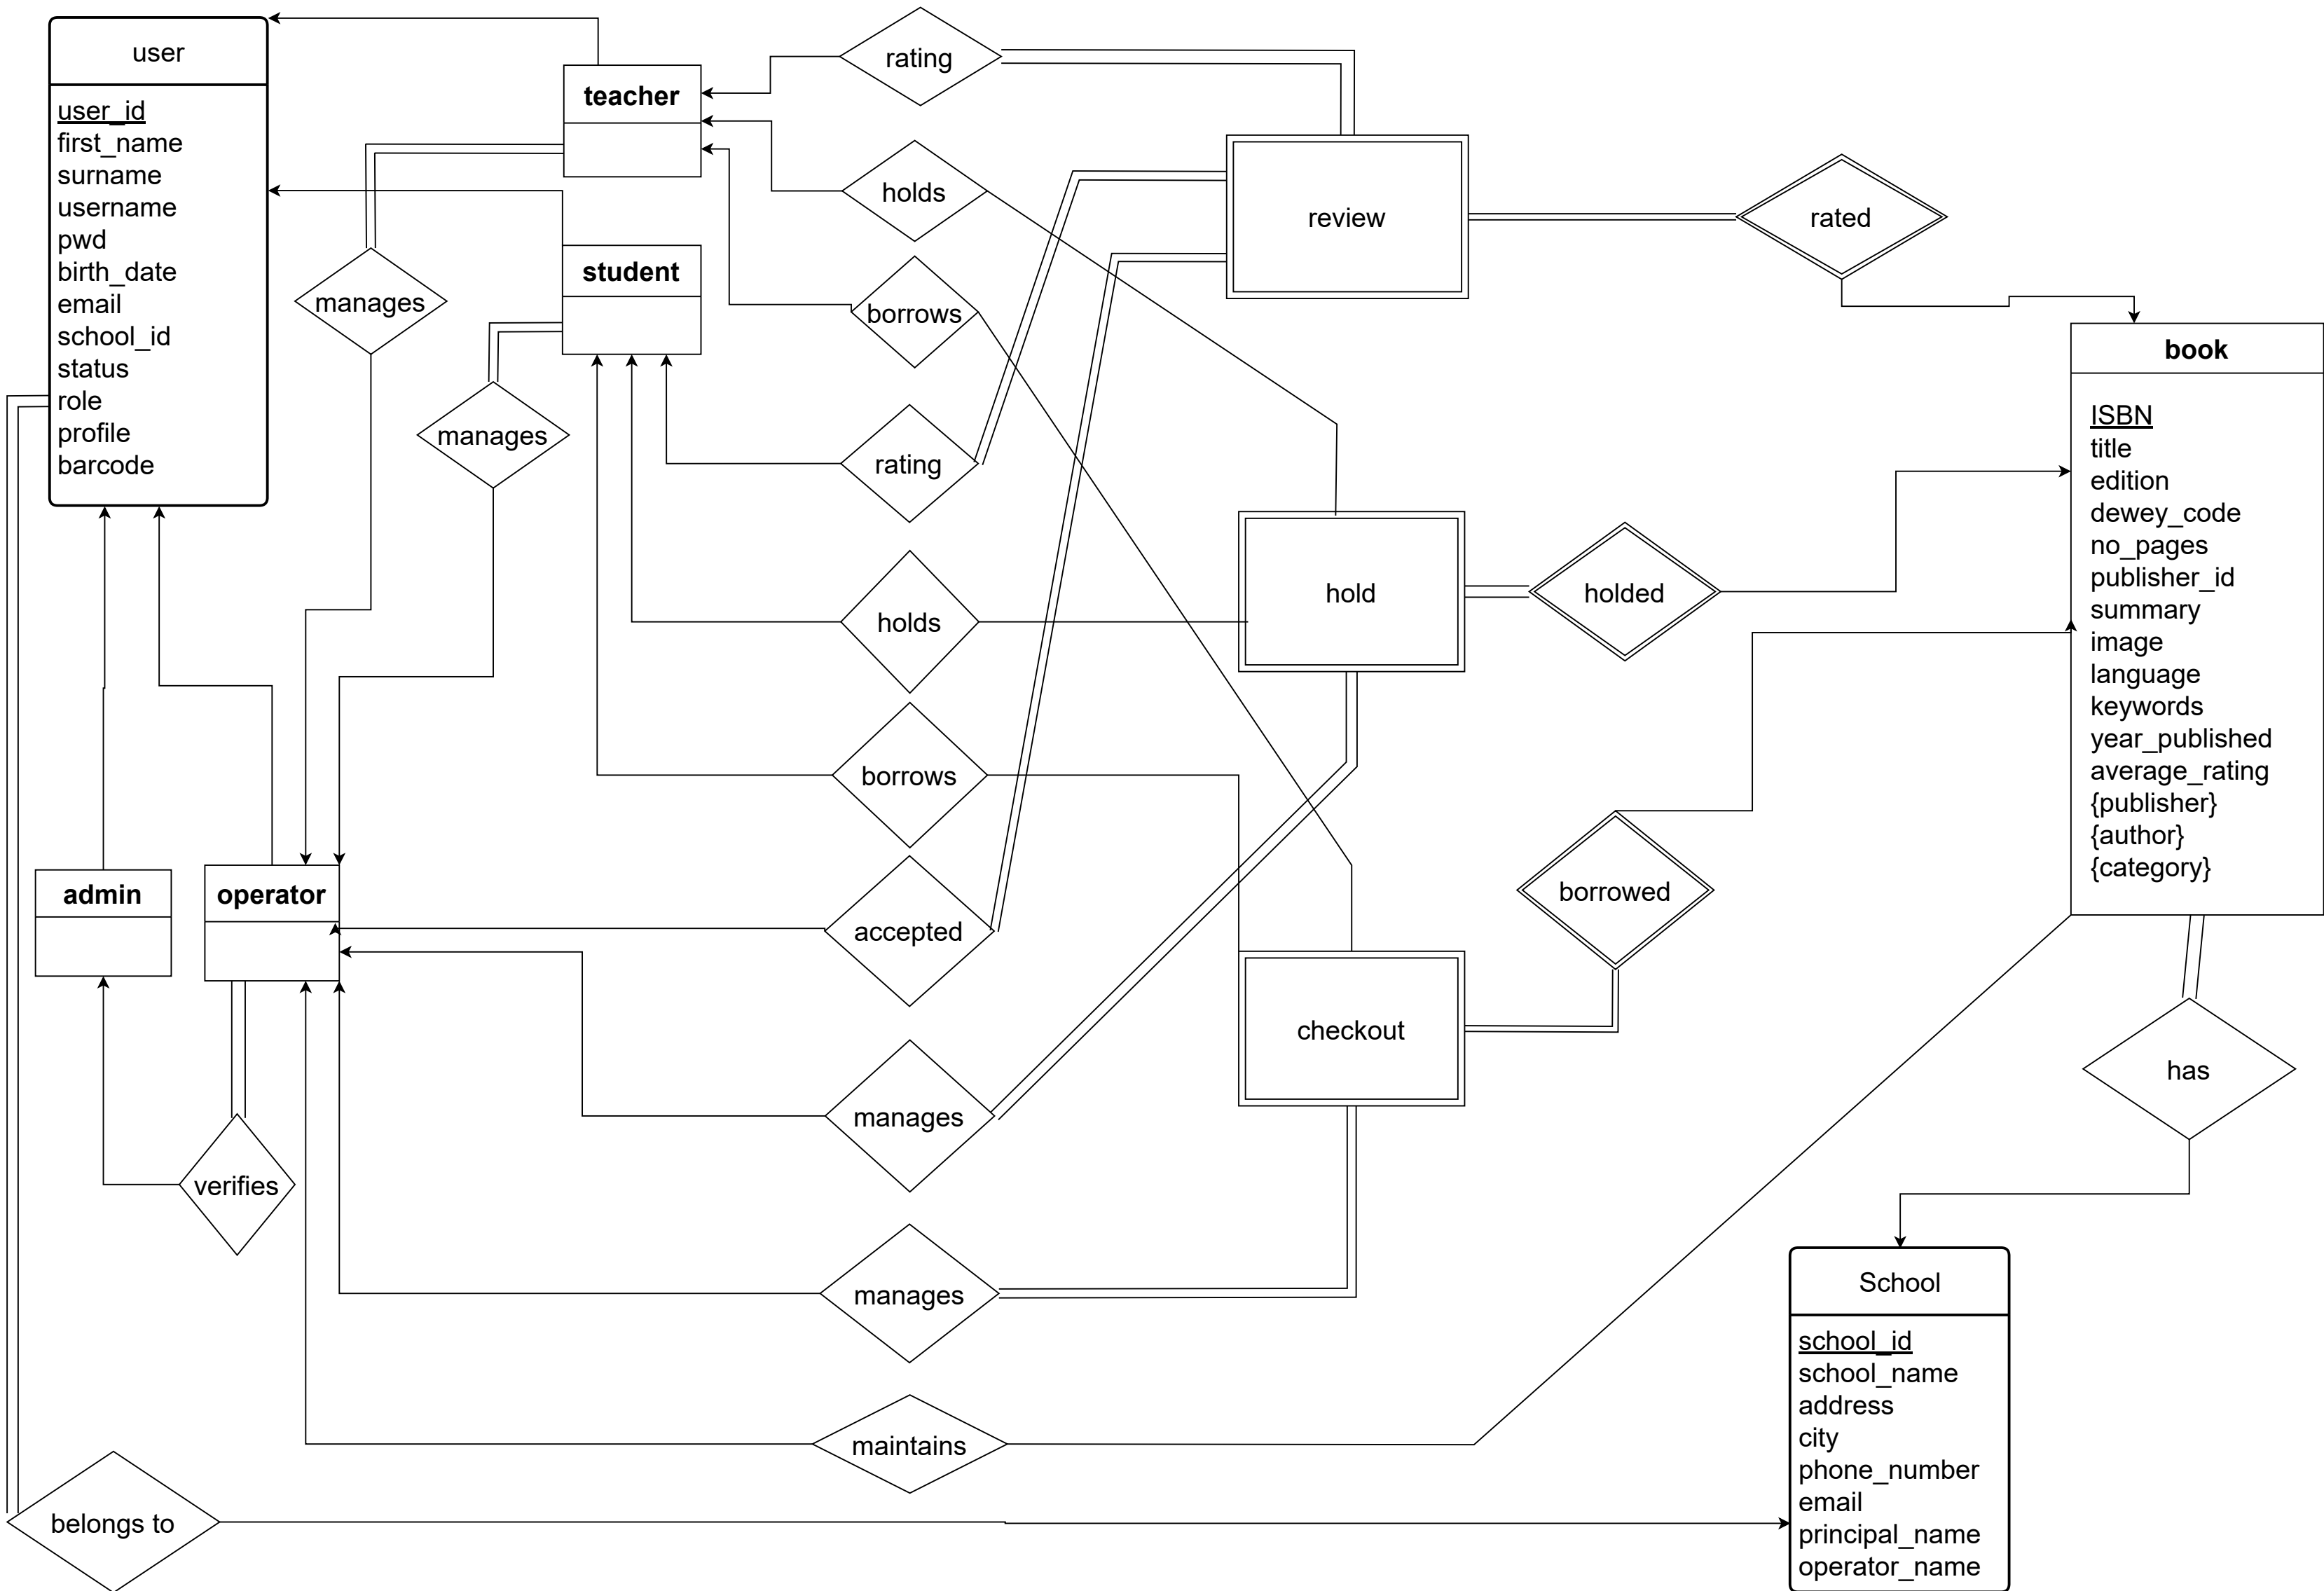 user
user_id
first_name
surname
username
pwd
birth_date
email
school_id
status
role
profile
barcode
teacher
student
manages
manages
rating
holds
borrows
rating
holds
borrows
accepted
manages
manages
maintains
admin
operator
verifies
belongs to
review
hold
checkout
rated
holded
borrowed
book
ISBN
title
edition
dewey_code
no_pages
publisher_id
summary
image
language
keywords
year_published
average_rating
{publisher}
{author}
{category}
has
School
school_id
school_name
address
city
phone_number
email
principal_name
operator_name